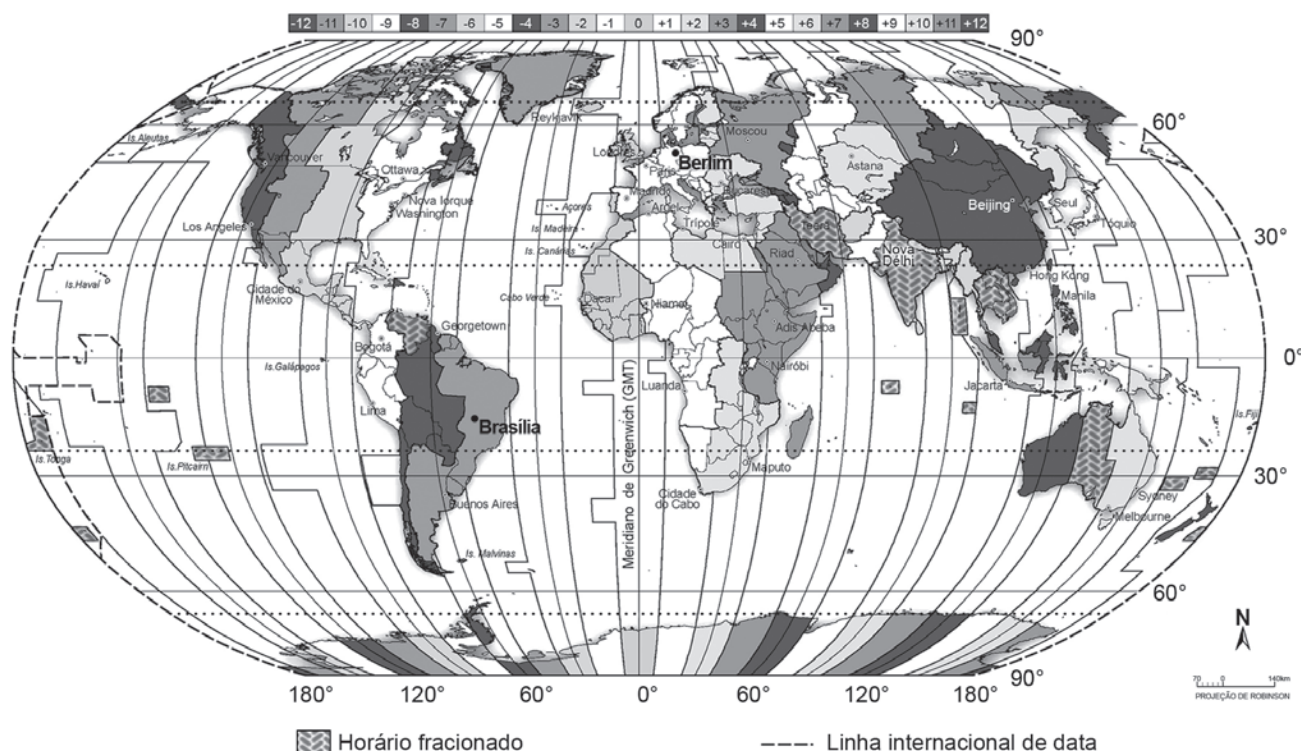 -12 -11 -10 -9 -8 -7 -6 -5 -4 -3 -2 -1 0 +1 +2 +3 +4 +5 +6 +7 +8 +9 +10 +11 +12
90°
Reykjavik
Is. Aleutas
60°
Moscou
Londres
Berlim
Vancouver
Astana
Ottawa
Paris
Nova Iorque
Madrid
Bucareste
Beijing
Seul
Washington
Açores
Argel
Tóquio
Los Angeles
Is. Madeira
Trípoli
Teerã
30°
Is. Canárias
Cairo
Nova
Délhi
Riad
Hong Kong
Is.Havaí
Cidade do
México
Cabo Verde
Dacar
Niamei
Manila
Georgetown
Adis Abeba
Bogotá
0°
Is.Galápagos
Nairóbi
Luanda
Jacarta
Lima
Brasília
Meridiano de Greenwich (GMT)
Is.Fiji
Is.Tonga
Is.Pitcairn
Maputo
30°
Cidade
do Cabo
Sydney
Buenos Aires
Melbourne
Is. Malvinas
60°
N
90°
180° 120° 60° 0° 60° 120° 180°
70 0 140km
PROJEÇÃO DE ROBINSON
Horário fracionado
Linha internacional de data